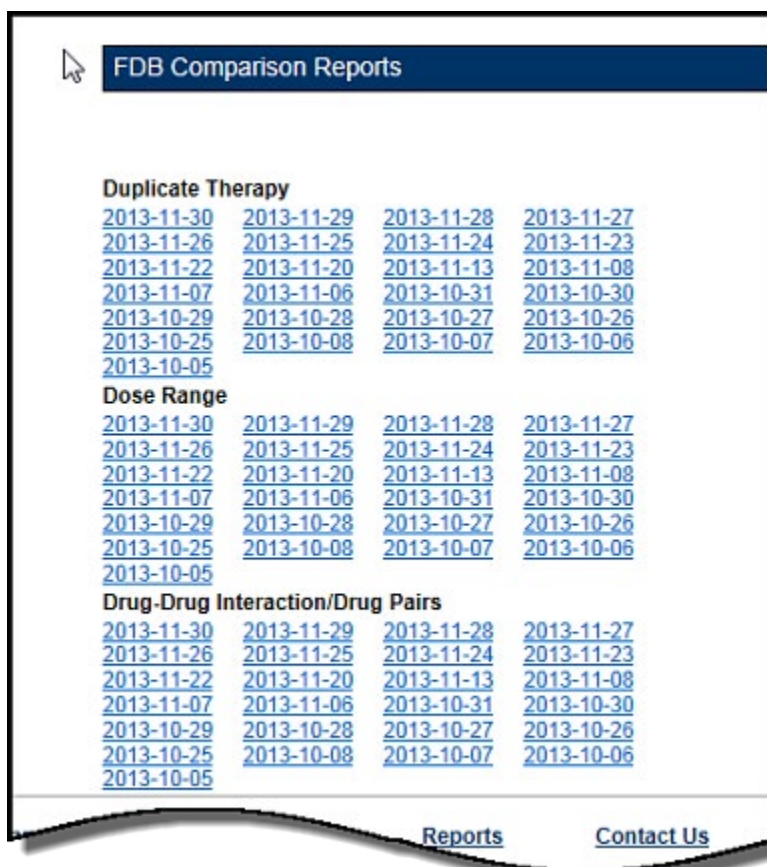 FDB Comparison Reports
Duplicate Therapy
2013-11-30 2013-11-29 2013-11-28 2013-11-27
2013-11-26 2013-11-25 2013-11-24 2013-11-23
2013-11-22 2013-11-20 2013-11-13 2013-11-08
2013-11-07 2013-11-06 2013-10-31 2013-10-30
2013-10-29 2013-10-28 2013-10-27 2013-10-26
2013-10-25 2013-10-08 2013-10-07 2013-10-06
2013-10-05
Dose Range
2013-11-30 2013-11-29 2013-11-28 2013-11-27
2013-11-26 2013-11-25 2013-11-24 2013-11-23
2013-11-22 2013-11-20 2013-11-13 2013-11-08
2013-11-07 2013-11-06 2013-10-31 2013-10-30
2013-10-29 2013-10-28 2013-10-27 2013-10-26
2013-10-25 2013-10-08 2013-10-07 2013-10-06
2013-10-05
Drug-Drug Interaction/Drug Pairs
2013-11-30 2013-11-29 2013-11-28 2013-11-27
2013-11-26 2013-11-25 2013-11-24 2013-11-23
2013-11-22 2013-11-20 2013-11-13 2013-11-08
2013-11-07 2013-11-06 2013-10-31 2013-10-30
2013-10-29 2013-10-28 2013-10-27 2013-10-26
2013-10-25 2013-10-08 2013-10-07 2013-10-06
2013-10-05
Reports Contact Us